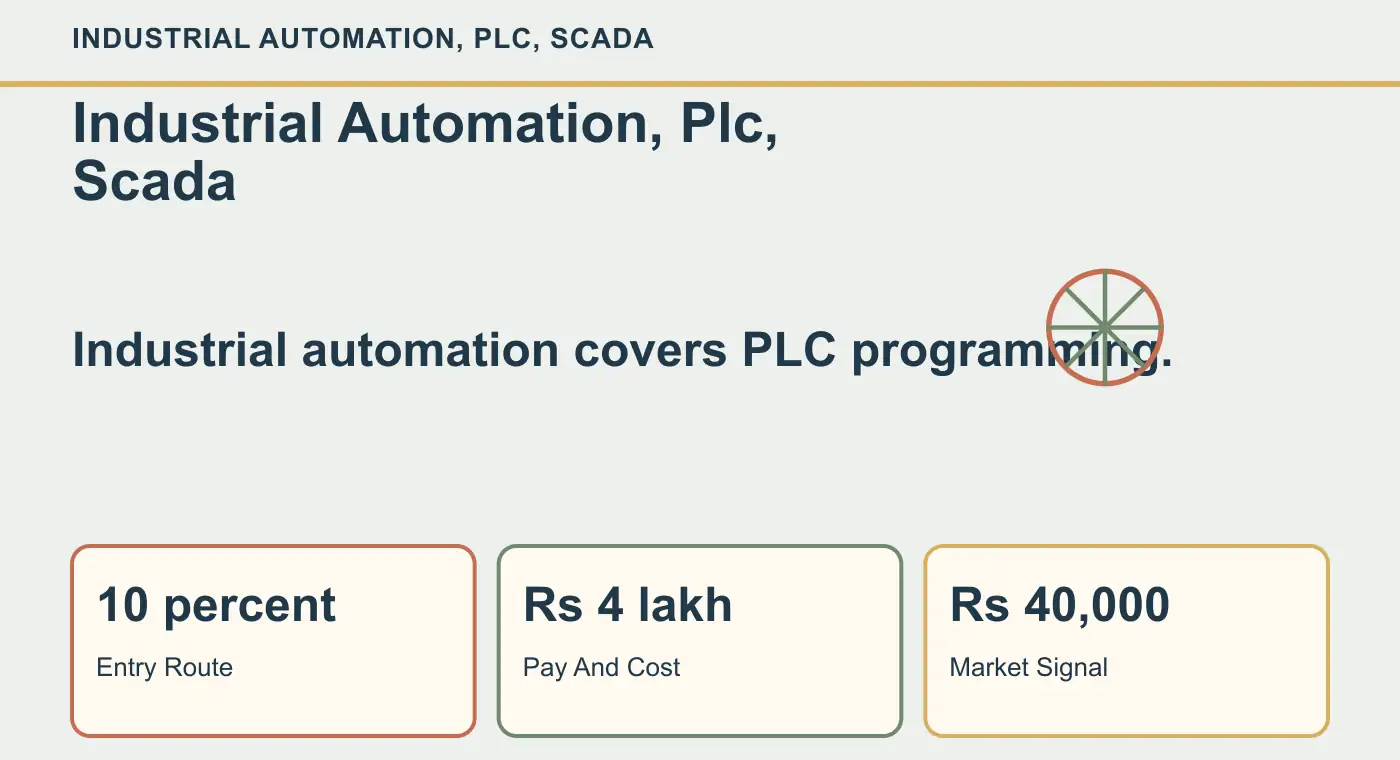 INDUSTRIAL AUTOMATION, PLC, SCADA
Industrial Automation, Plc,
Scada
Industrial automation covers PLC programming.
10 percent
Entry Route
Rs 4 lakh
Pay And Cost
Rs 40,000
Market Signal